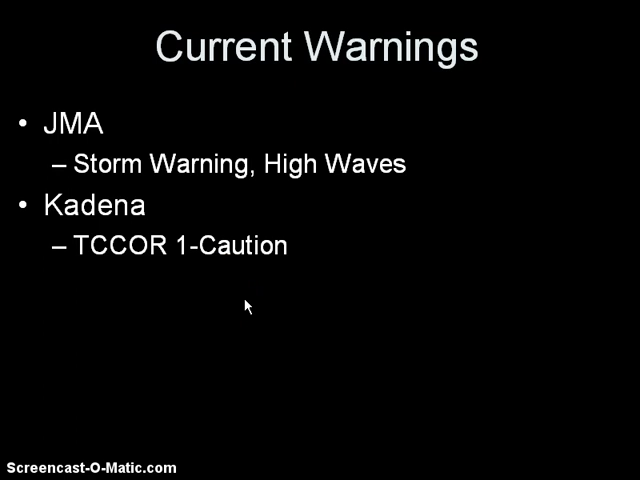 Current Warnings
• JMA
– Storm Warning, High Waves
• Kadena
– TCCOR 1-Caution
Screencast-O-Matic.com